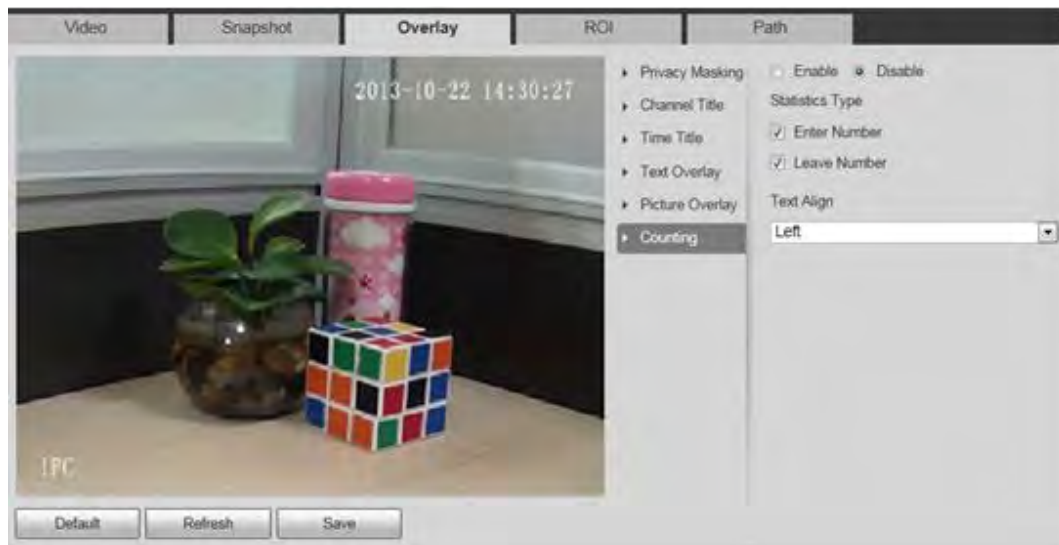 Video Snapshot Overlay ROI Path
2013-10-22 14:30:27
IPC
Privacy Masking
Channel Title
Time Title
Text Overlay
Picture Overlay
Counting
Enable Disable
Statistics Type
Enter Number
Leave Number
Text Align
Left
Default Refresh Save